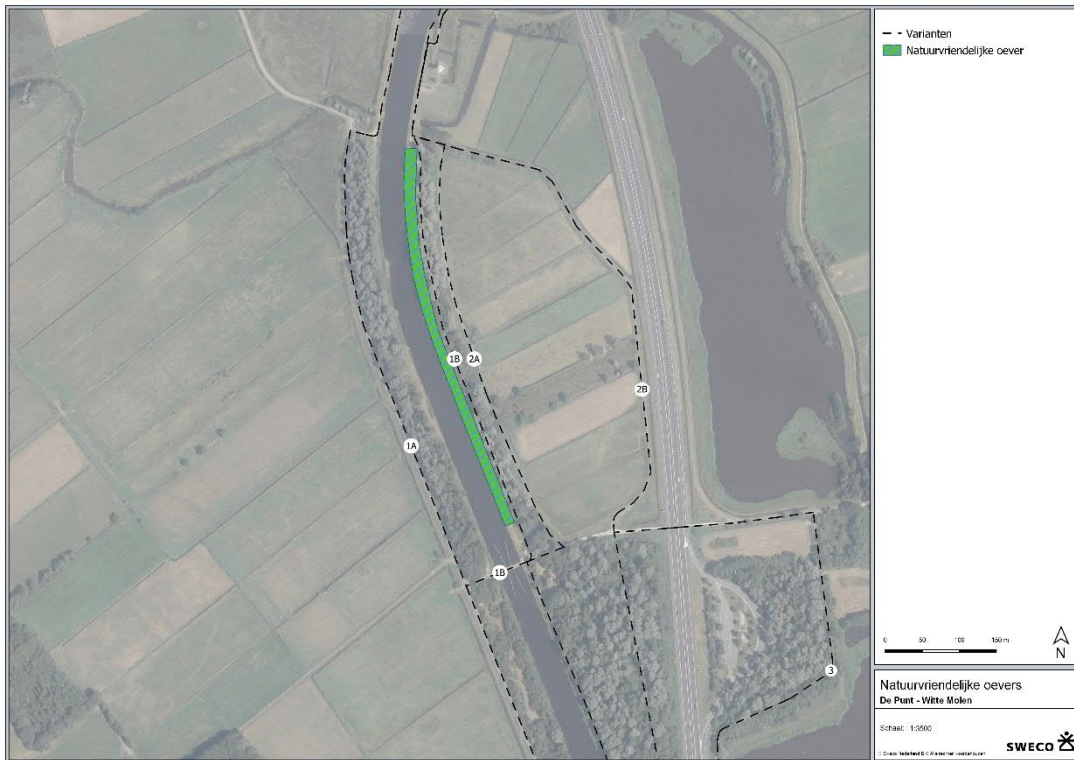 Varianten
Natuurvriendelijke oever
1B
2A
2B
1A
1B
3
0 50 100 150 m
N
Natuurvriendelijke oevers
De Punt - Witte Molen
Schaal: 1:3500
SWECO